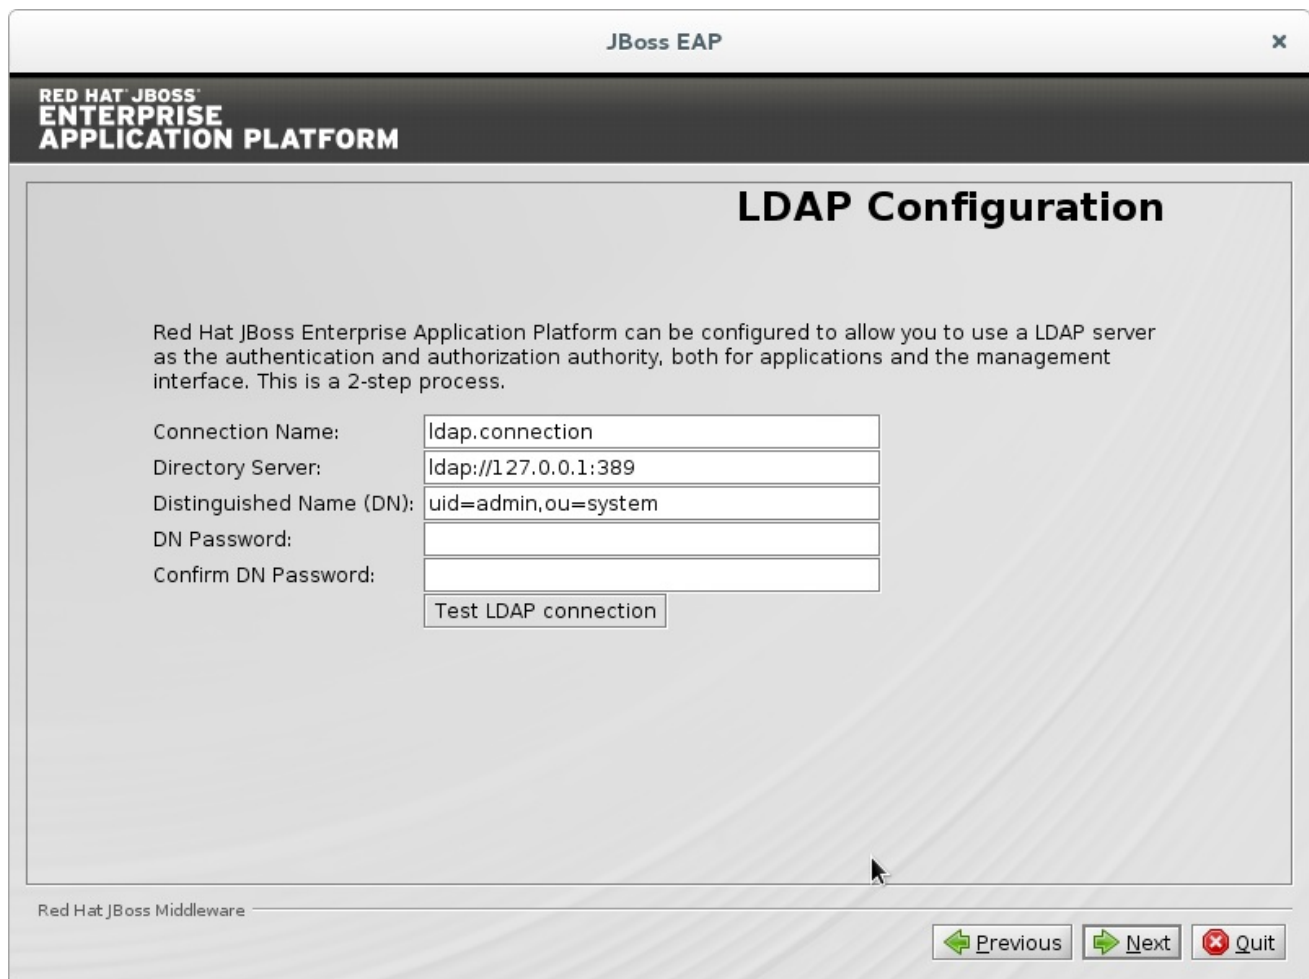 JBoss EAP
RED HAT JBOSS
ENTERPRISE
APPLICATION PLATFORM
LDAP Configuration
Red Hat JBoss Enterprise Application Platform can be configured to allow you to use a LDAP server
as the authentication and authorization authority, both for applications and the management
interface. This is a 2-step process.
Connection Name: ldap.connection
Directory Server: ldap://127.0.0.1:389
Distinguished Name (DN): uid=admin,ou=system
DN Password:
Confirm DN Password:
Test LDAP connection
Red Hat JBoss Middleware
Previous Next Quit